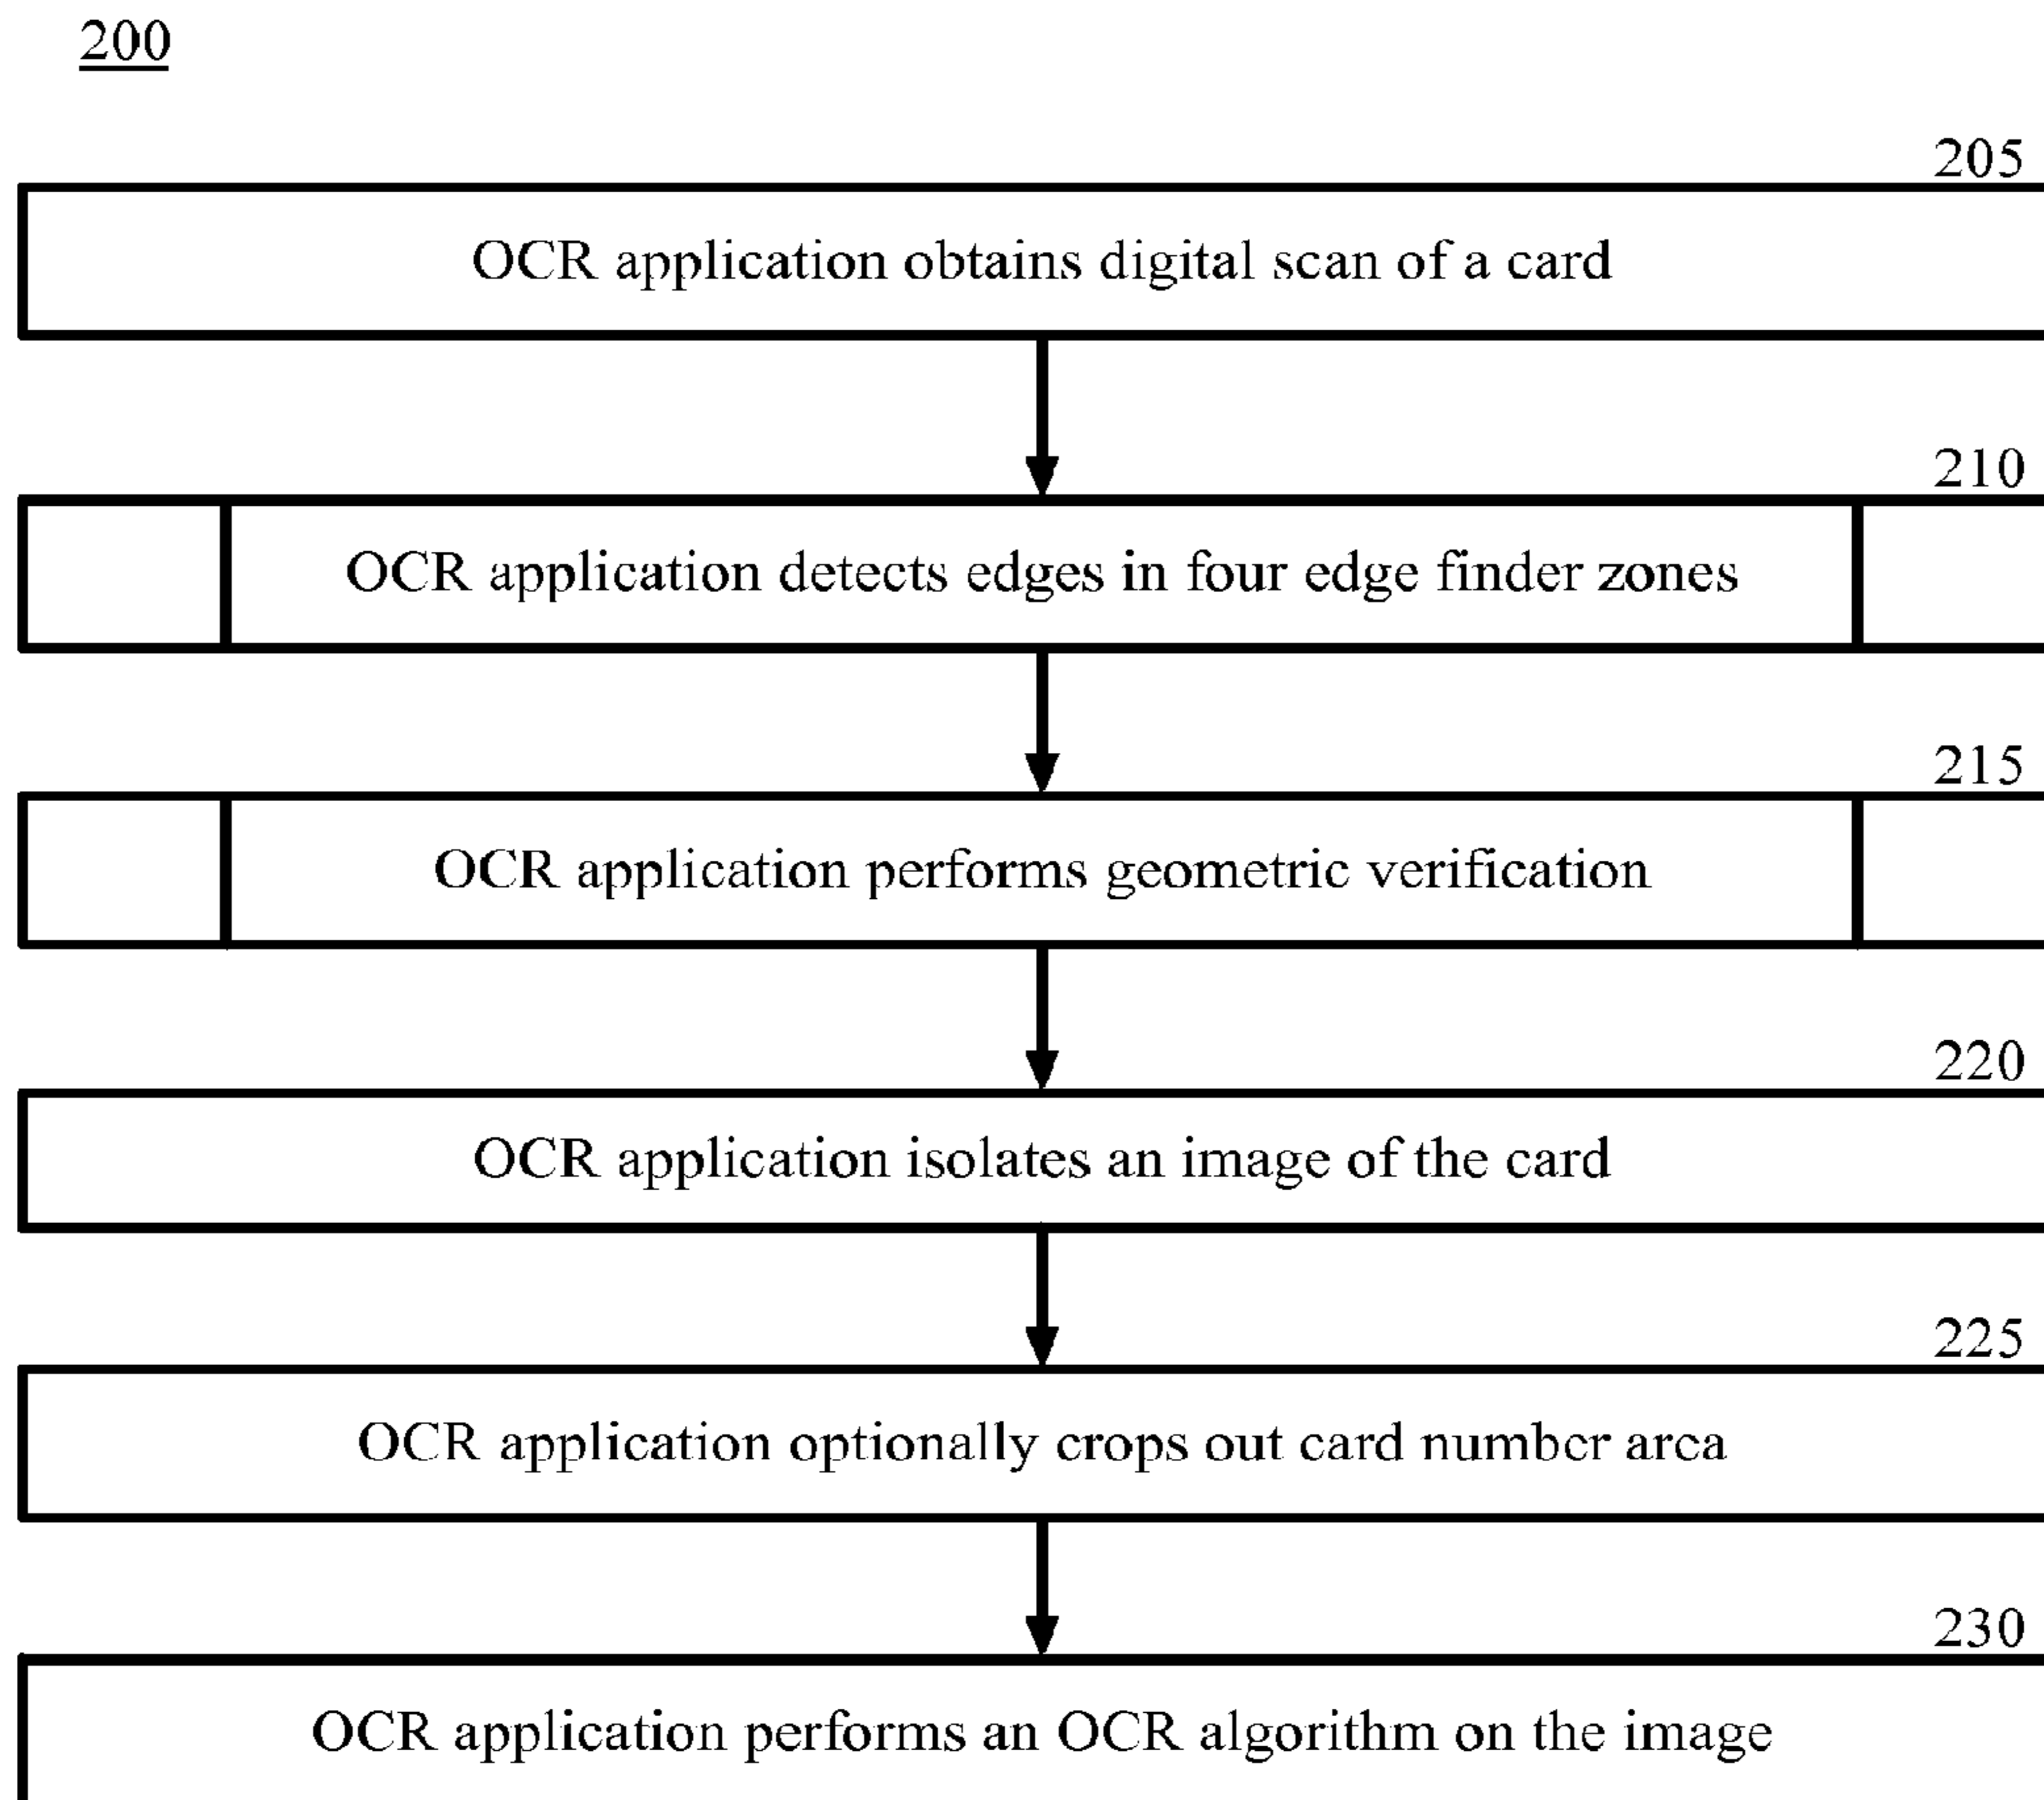 200
205
OCR application obtains digital scan of a card
210
OCR application detects edges in four edge finder zones
215
OCR application performs geometric verification
220
OCR application isolates an image of the card
225
OCR application optionally crops out card number area
230
OCR application performs an OCR algorithm on the image